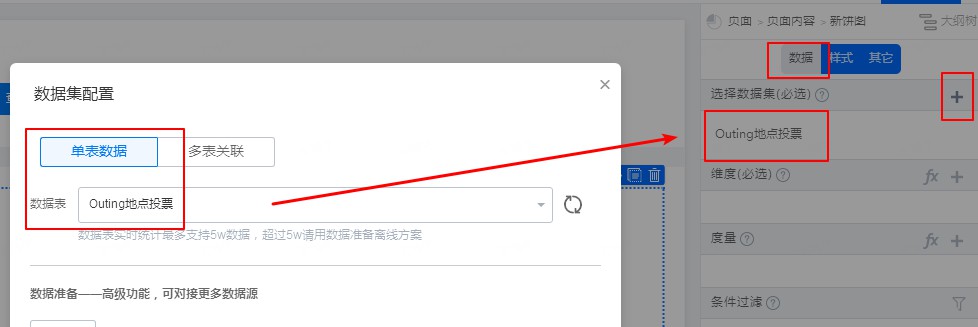 页面 > 页面内容 > 新饼图
大纲树
数据
样式
其它
数据集配置
选择数据集(必选)
单表数据
多表关联
Outing地点投票
数据表
Outing地点投票
维度(必选)
fx
数据表实时统计最多支持5w数据，超过5w请用数据准备离线方案
度量
fx
数据准备——高级功能，可对接更多数据源
条件过滤